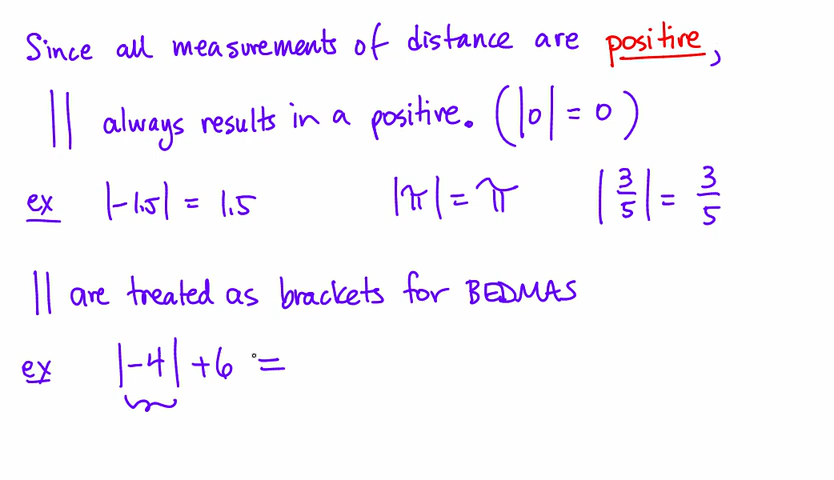 Since all measurements of distance are positive,
|| always results in a positive. (|0| = 0)
ex |-1.5| = 1.5 |π| = π |3/5| = 3/5
|| are treated as brackets for BEDMAS
ex |-4| + 6 =